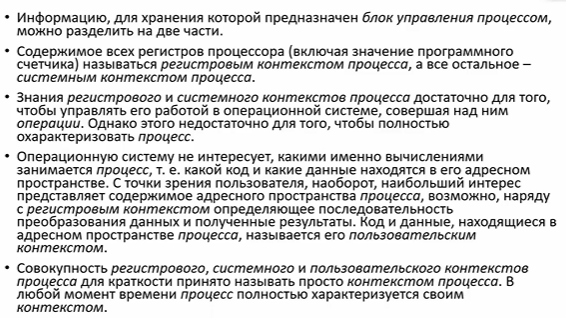 • Информацию, для хранения которой предназначен блок управления процессом,
можно разделить на две части.
• Содержимое всех регистров процессора (включая значение программного
счетчика) называться регистровым контекстом процесса, а все остальное –
системным контекстом процесса.
• Знания регистрового и системного контекстов процесса достаточно для того,
чтобы управлять его работой в операционной системе, совершая над ним
операции. Однако этого недостаточно для того, чтобы полностью
охарактеризовать процесс.
• Операционную систему не интересует, какими именно вычислениями
занимается процесс, т. е. какой код и какие данные находятся в его адресном
пространстве. С точки зрения пользователя, наоборот, наибольший интерес
представляет содержимое адресного пространства процесса, возможно, наряду
с регистровым контекстом определяющее последовательность
преобразования данных и полученные результаты. Код и данные, находящиеся в
адресном пространстве процесса, называется его пользовательским
контекстом.
• Совокупность регистрового, системного и пользовательского контекстов
процесса для краткости принято называть просто контекстом процесса. В
любой момент времени процесс полностью характеризуется своим
контекстом.